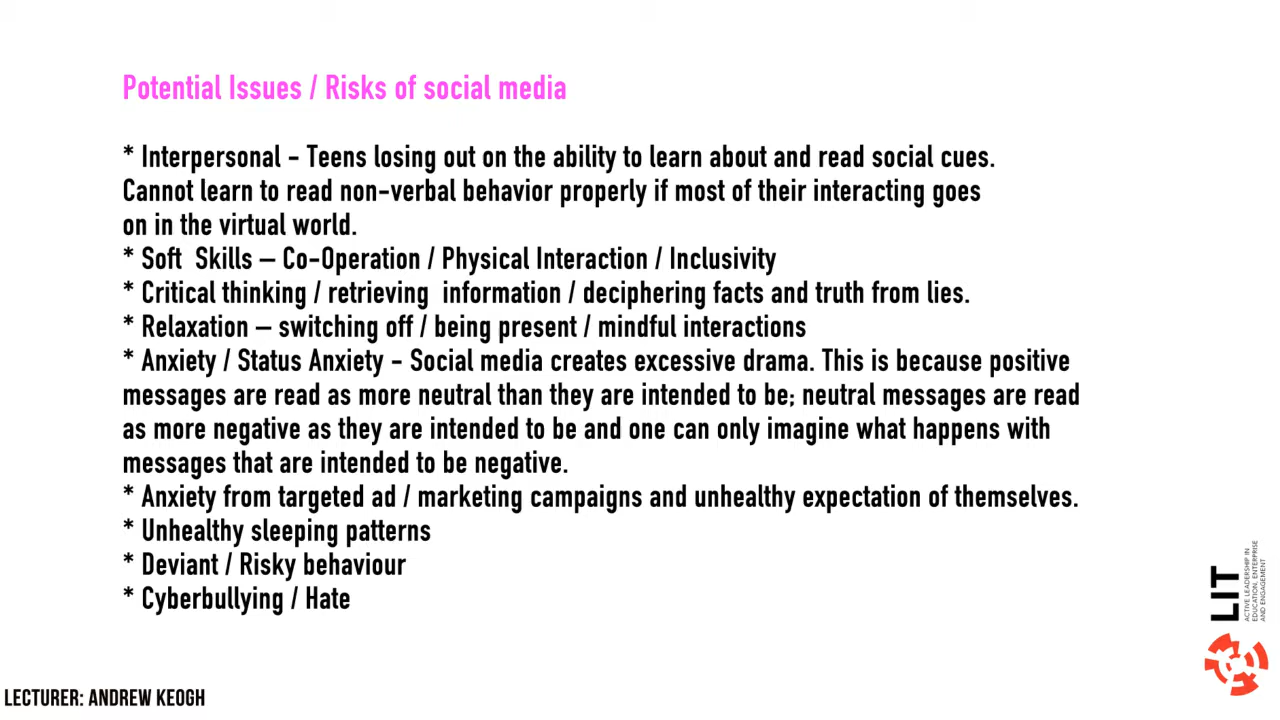 Potential Issues / Risks of social media
* Interpersonal - Teens losing out on the ability to learn about and read social cues.
Cannot learn to read non-verbal behavior properly if most of their interacting goes
on in the virtual world.
* Soft  Skills – Co-Operation / Physical Interaction / Inclusivity
* Critical thinking / retrieving  information / deciphering facts and truth from lies.
* Relaxation – switching off / being present / mindful interactions
* Anxiety / Status Anxiety - Social media creates excessive drama. This is because positive
messages are read as more neutral than they are intended to be; neutral messages are read
as more negative as they are intended to be and one can only imagine what happens with
messages that are intended to be negative.
* Anxiety from targeted ad / marketing campaigns and unhealthy expectation of themselves.
* Unhealthy sleeping patterns
* Deviant / Risky behaviour
* Cyberbullying / Hate
LIT
ACTIVE LEADERSHIP IN
EDUCATION, ENTERPRISE
AND ENGAGEMENT
LECTURER: ANDREW KEOGH